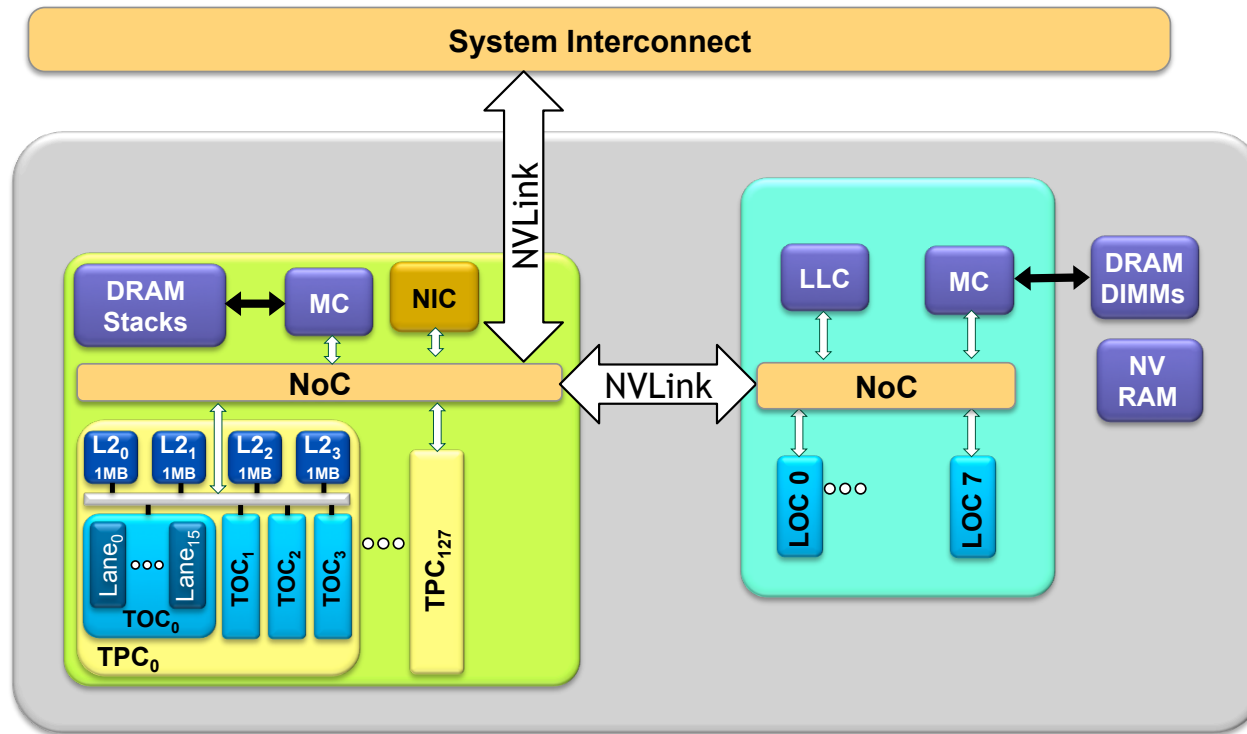 System Interconnect
NVLink
DRAM
Stacks
MC
NIC
NoC
NVLink
L2₀
1MB
L2₁
1MB
L2₂
1MB
L2₃
1MB
Lane₀
Lane₁₅
TOC₀
TOC₁
TOC₂
TOC₃
TPC₀
TPC₁₂₇
LLC
MC
DRAM
DIMMs
NoC
NV
RAM
LOC 0
LOC 7